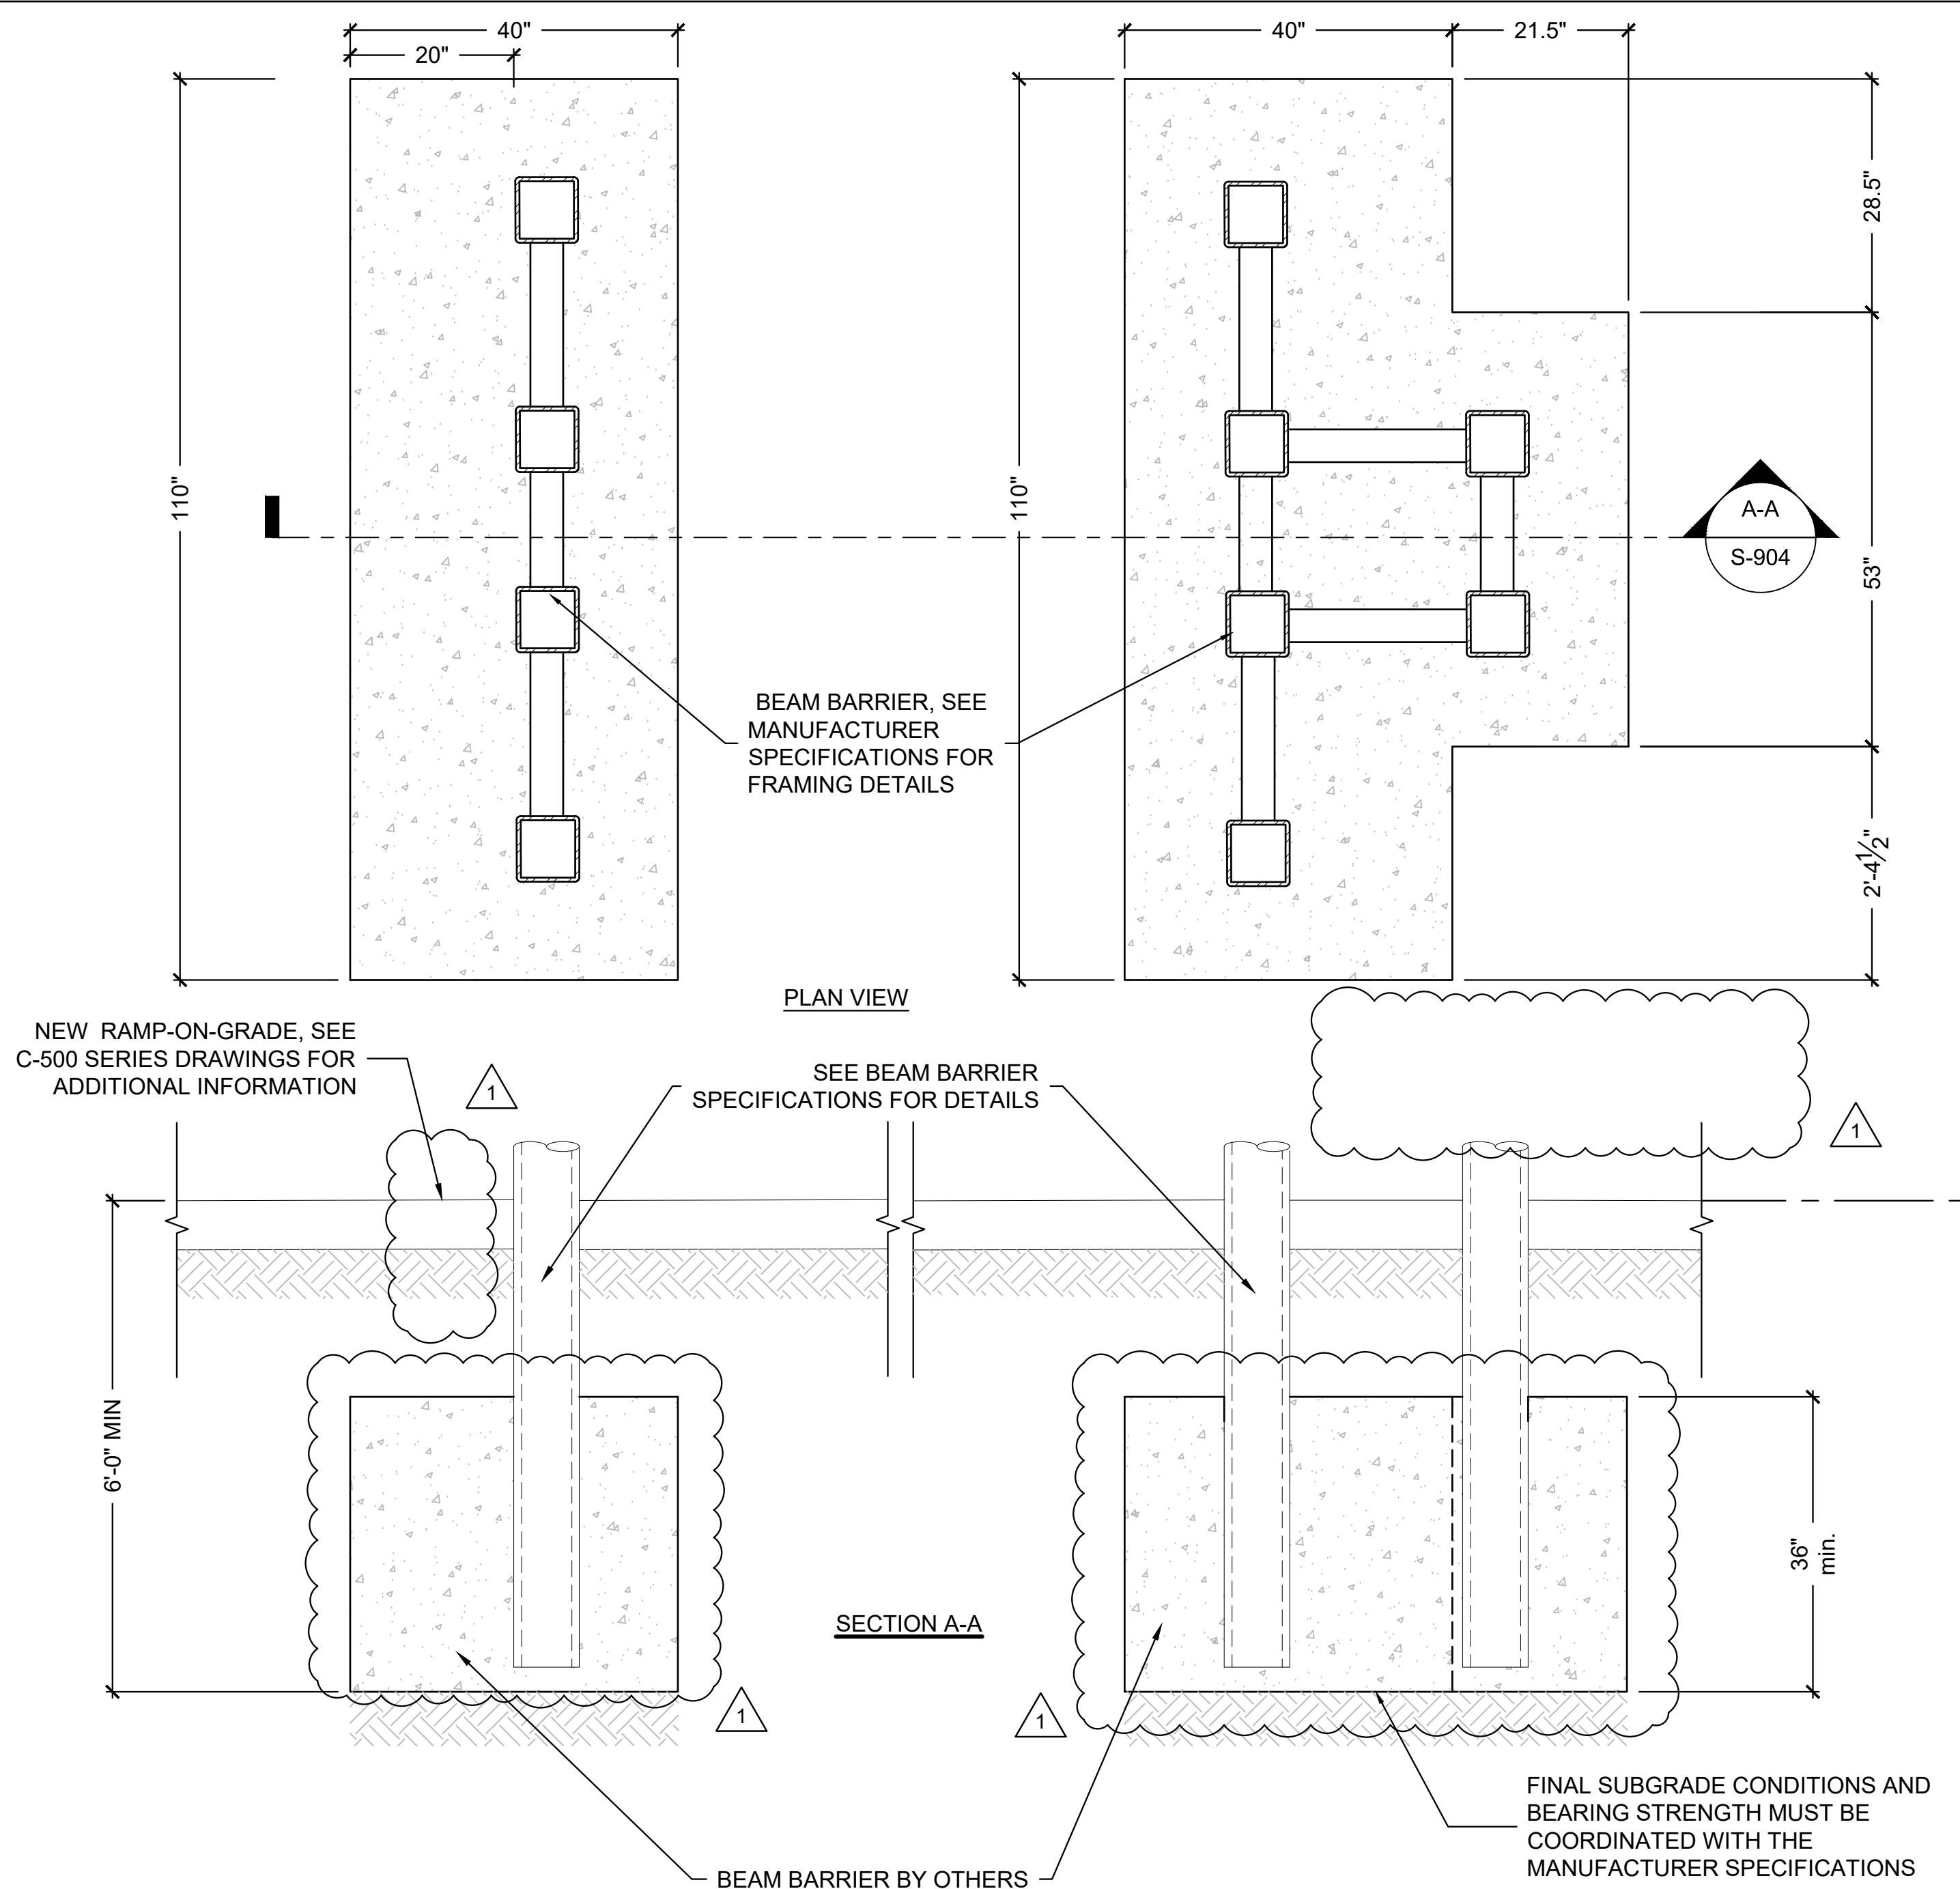 40"
20"
40"
21.5"
110"
110"
28.5"
A-A
S-904
53"
2'-4 1/2"
BEAM BARRIER, SEE
MANUFACTURER
SPECIFICATIONS FOR
FRAMING DETAILS
PLAN VIEW
NEW RAMP-ON-GRADE, SEE
C-500 SERIES DRAWINGS FOR
ADDITIONAL INFORMATION
1
SEE BEAM BARRIER
SPECIFICATIONS FOR DETAILS
1
6'-0" MIN
36"
min.
SECTION A-A
1
1
FINAL SUBGRADE CONDITIONS AND
BEARING STRENGTH MUST BE
COORDINATED WITH THE
MANUFACTURER SPECIFICATIONS
BEAM BARRIER BY OTHERS